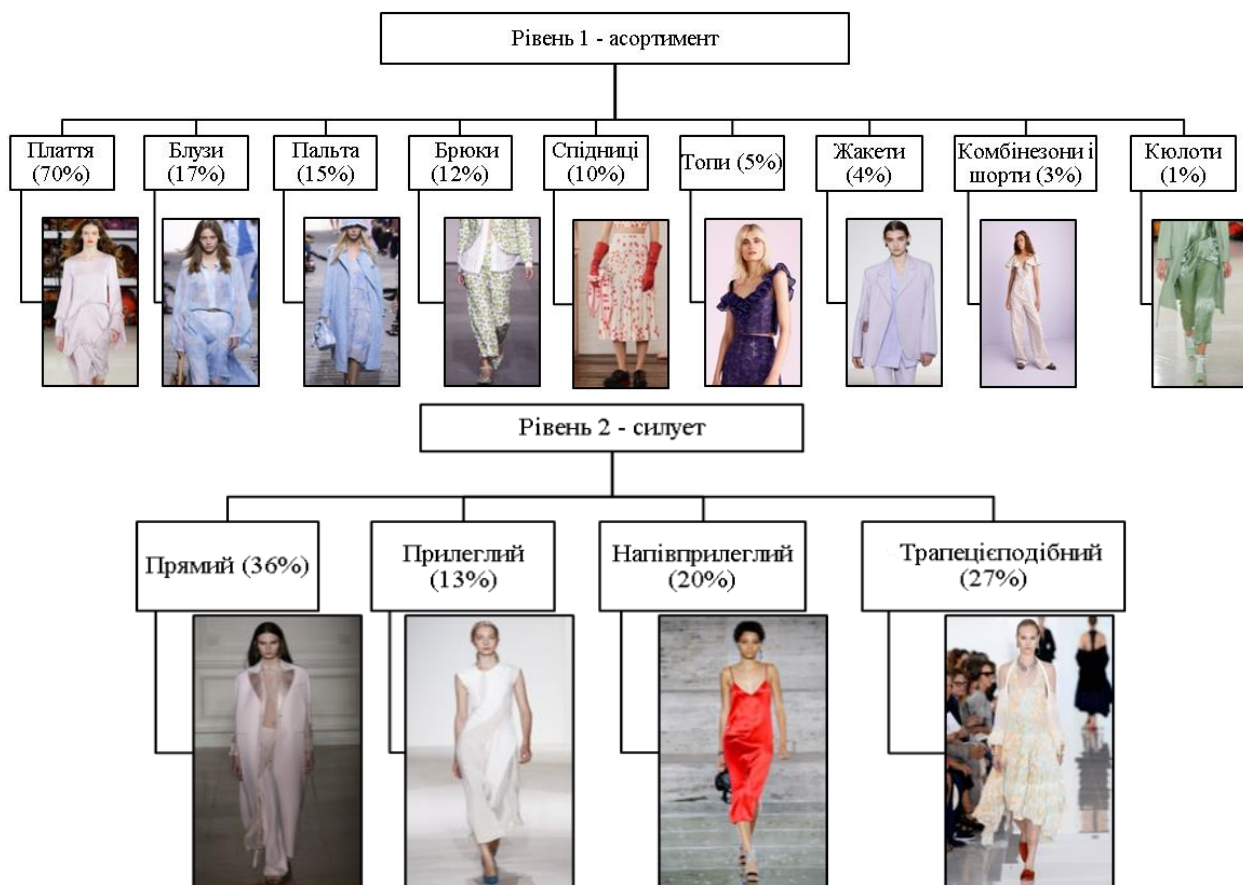 Рівень 1 - асортимент
Плаття
(70%)
Блузи
(17%)
Пальта
(15%)
Брюки
(12%)
Спідниці
(10%)
Топи (5%)
Жакети
(4%)
Комбінезони і
шорти (3%)
Кюлоти
(1%)
Рівень 2 - силует
Прямий (36%)
Прилеглий
(13%)
Напівприлеглий
(20%)
Трапецієподібний
(27%)